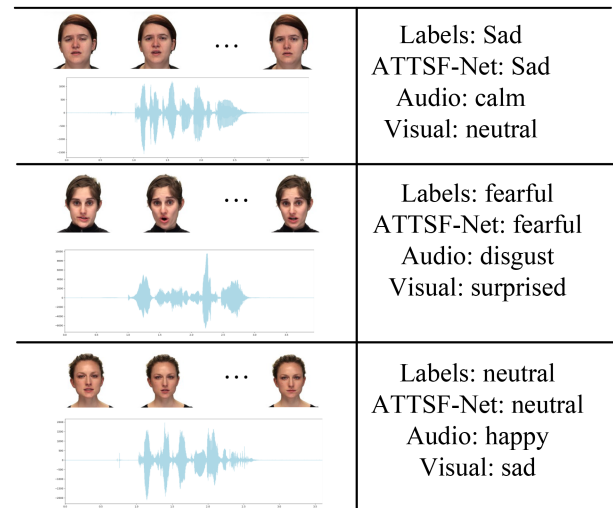 Labels: Sad
ATTSF-Net: Sad
Audio: calm
Visual: neutral
Labels: fearful
ATTSF-Net: fearful
Audio: disgust
Visual: surprised
Labels: neutral
ATTSF-Net: neutral
Audio: happy
Visual: sad